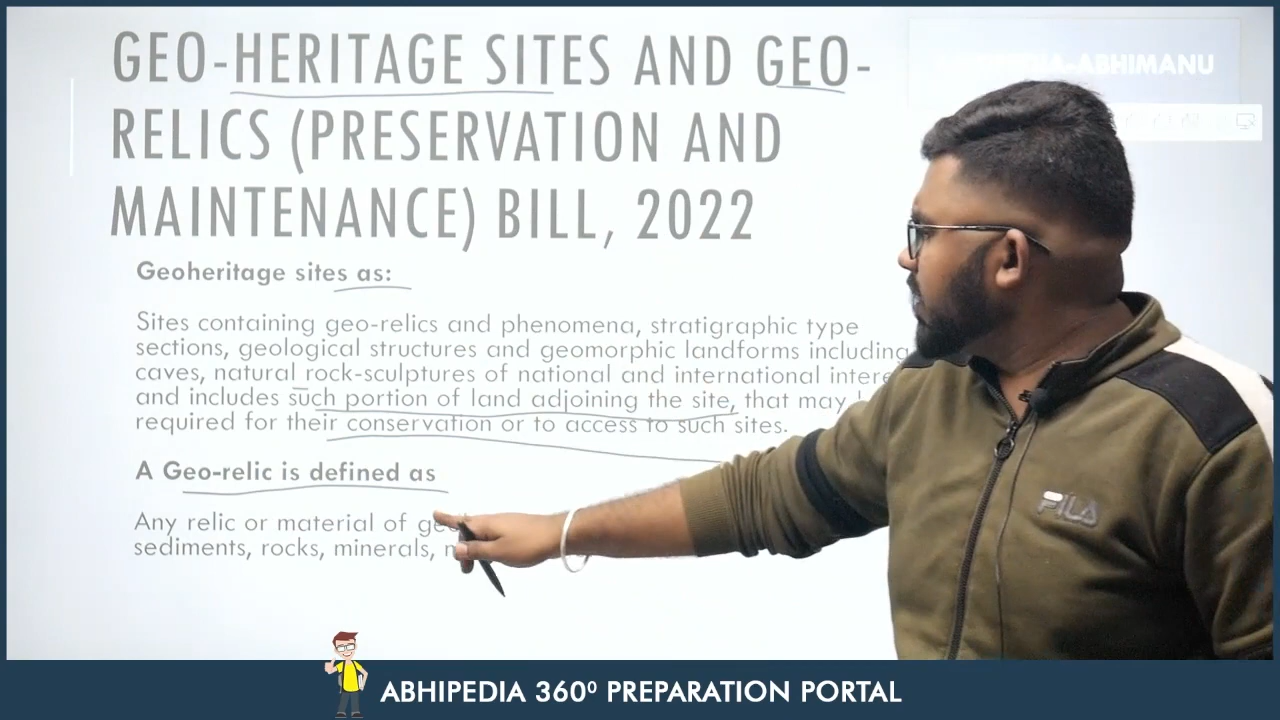 GEO-HERITAGE SITES AND GEO-
RELICS (PRESERVATION AND
MAINTENANCE) BILL, 2022
-ABHIMANU
Geoheritage sites as:
Sites containing geo-relics and phenomena, stratigraphic type
sections, geological structures and geomorphic landforms including
caves, natural rock-sculptures of national and international
and includes such portion of land adjoining the site, that may
required for their conservation or to access to such sites.
A Geo-relic is defined as
Any relic or material of
sediments, rocks, minerals,
FILA
ABHIPEDIA 360⁰ PREPARATION PORTAL